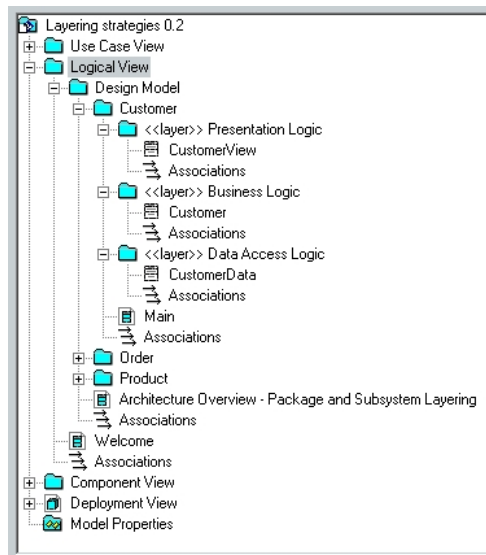 Layering strategies 0.2
Use Case View
Logical View
Design Model
Customer
<<layer>> Presentation Logic
CustomerView
Associations
<<layer>> Business Logic
Customer
Associations
<<layer>> Data Access Logic
CustomerData
Associations
Main
Associations
Order
Product
Architecture Overview - Package and Subsystem Layering
Associations
Welcome
Associations
Component View
Deployment View
Model Properties